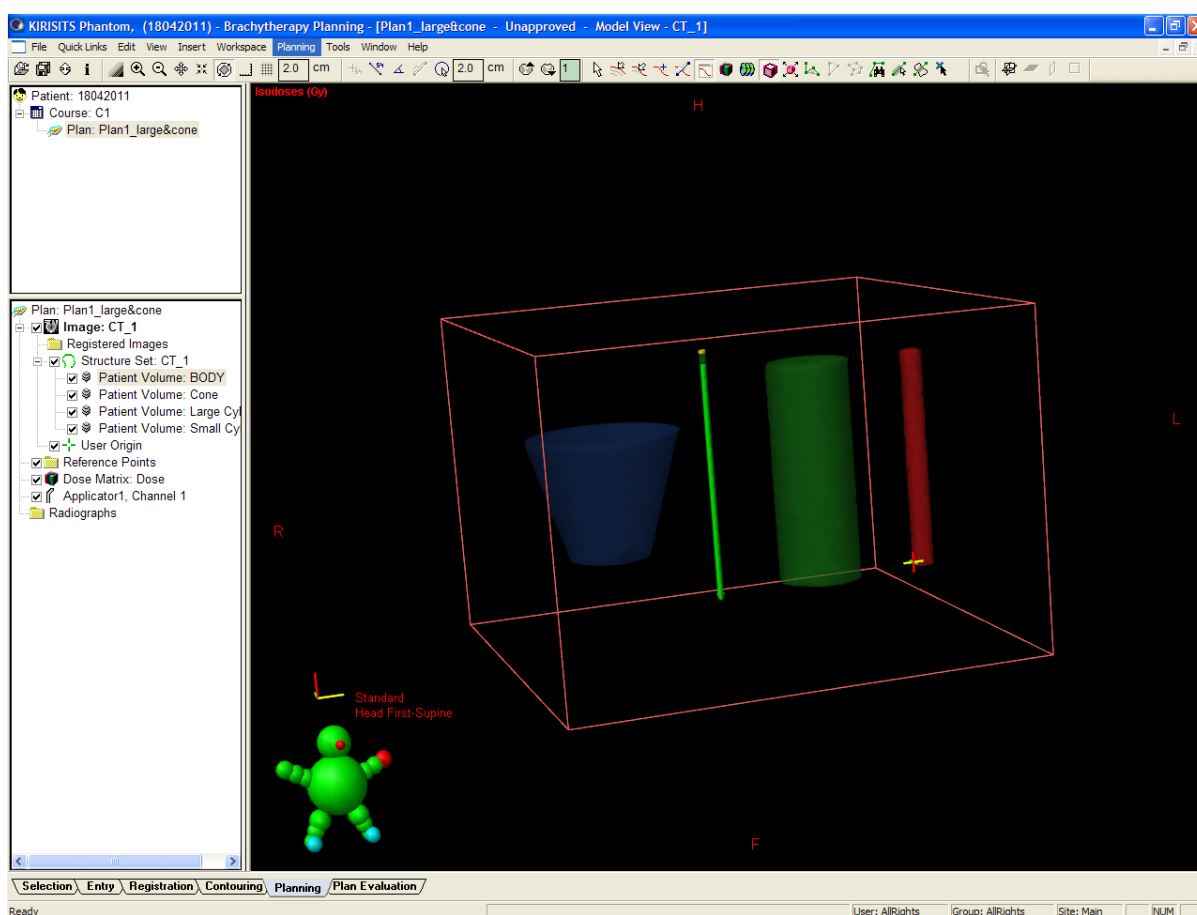 KIRISITS Phantom, (18042011) - Brachytherapy Planning - [Plan1_large&cone - Unapproved - Model View - CT_1]
File Quick Links Edit View Insert Workspace Planning Tools Window Help
2.0 cm 2.0 cm 1
Patient: 18042011
Course: C1
Plan: Plan1_large&cone
Plan: Plan1_large&cone
Image: CT_1
Registered Images
Structure Set: CT_1
Patient Volume: BODY
Patient Volume: Cone
Patient Volume: Large Cyl
Patient Volume: Small Cy
User Origin
Reference Points
Dose Matrix: Dose
Applicator1, Channel 1
Radiographs
Isodoses (Gy)
H
L
R
Standard
Head First-Supine
F
Selection Entry Registration Contouring Planning Plan Evaluation
Ready User: AllRights Group: AllRights Site: Main NUM